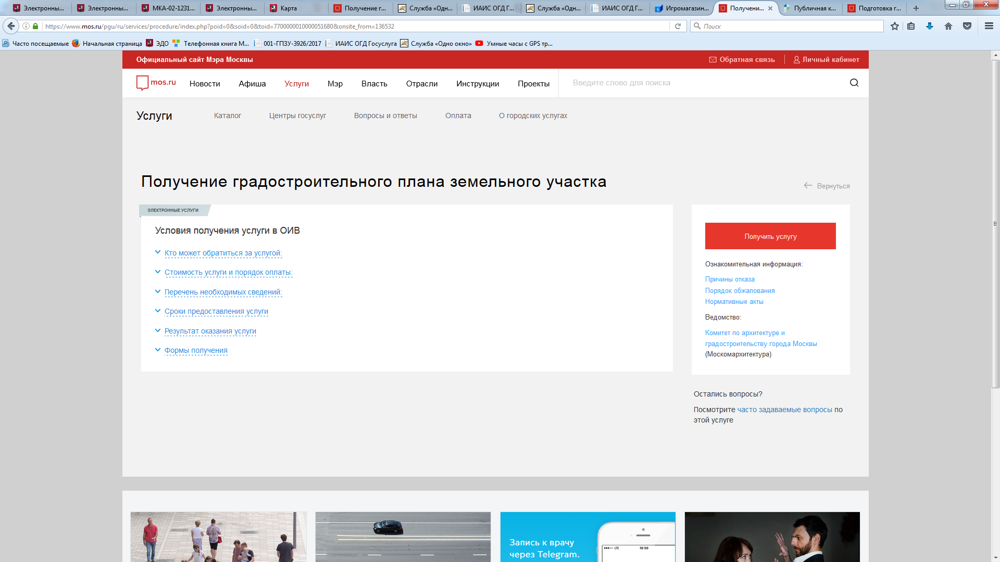 Электронны...
Электронны...
МКА-02-1231...
Электронны...
Карта
Получение г...
Служба «Одн...
ИАИС ОГД Г...
Служба «Одн...
ИАИС ОГД Г...
Игромагазин...
Получени...
Публичная к...
Подготовка г...
https://www.mos.ru/pgu/ru/services/procedure/index.php?poid=0&soid=0&toid=7700000010000051680&onsite_from=136532
Поиск
Часто посещаемые
Начальная страница
ЭДО
Телефонная книга М...
001-ГПЗУ-3926/2017
ИАИС ОГД Госуслуга
Служба «Одно окно»
Умные часы с GPS тр...
Официальный сайт Мэра Москвы
Обратная связь
Личный кабинет
mos.ru
Новости
Афиша
Услуги
Мэр
Власть
Отрасли
Инструкции
Проекты
Введите слово для поиска
Услуги
Каталог
Центры госуслуг
Вопросы и ответы
Оплата
О городских услугах
Получение градостроительного плана земельного участка
Вернуться
ЭЛЕКТРОННЫЕ УСЛУГИ
Условия получения услуги в ОИВ
Кто может обратиться за услугой:
Стоимость услуги и порядок оплаты:
Перечень необходимых сведений:
Сроки предоставления услуги
Результат оказания услуги
Формы получения
Получить услугу
Ознакомительная информация:
Причины отказа
Порядок обжалования
Нормативные акты
Ведомство:
Комитет по архитектуре и
градостроительству города Москвы
(Москомархитектура)
Остались вопросы?
Посмотрите часто задаваемые вопросы по
этой услуге
Запись к врачу
через Telegram.
LTE
18:50